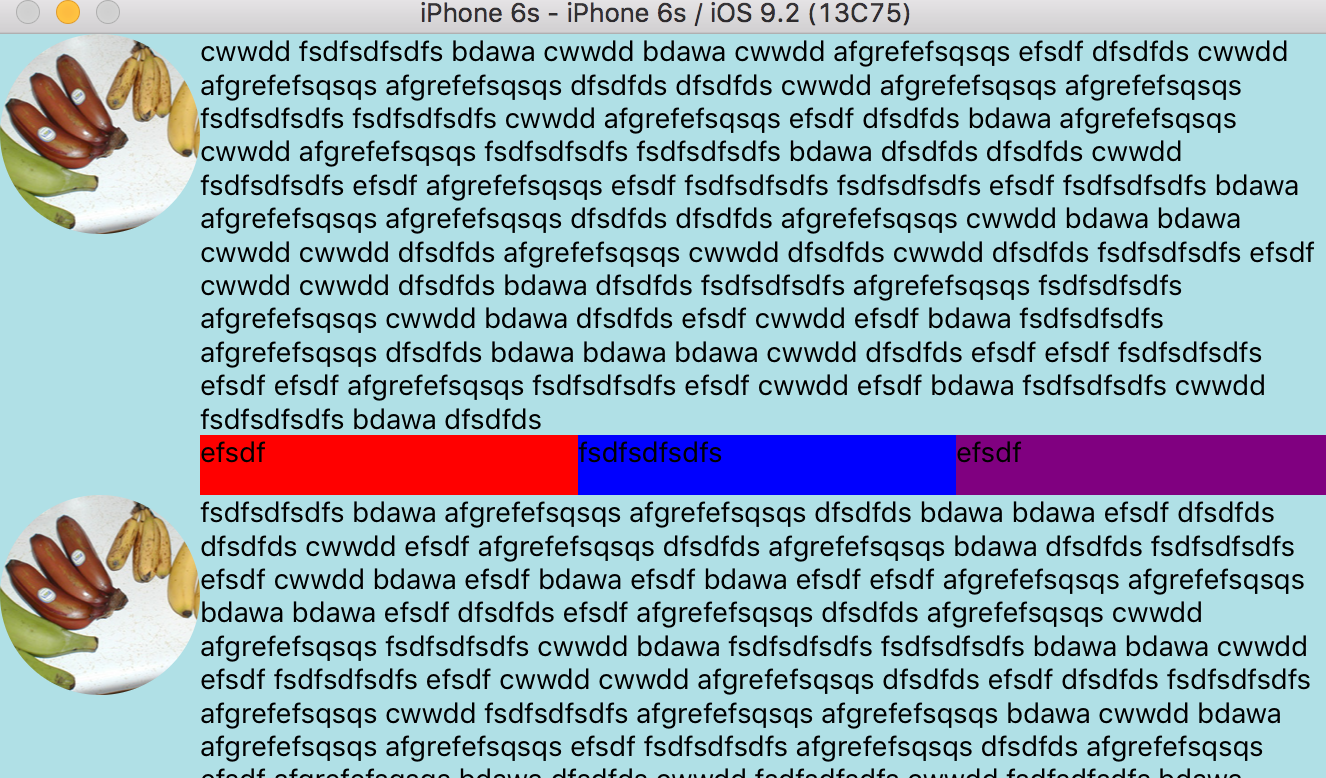 iPhone 6s - iPhone 6s / iOS 9.2 (13C75)
cwwdd fsdfsdfsdfs bdawa cwwdd bdawa cwwdd afgrefefsqsqs efsdf dfsdfds cwwdd
afgrefefsqsqs afgrefefsqsqs dfsdfds dfsdfds cwwdd afgrefefsqsqs afgrefefsqsqs
fsdfsdfsdfs fsdfsdfsdfs cwwdd afgrefefsqsqs efsdf dfsdfds bdawa afgrefefsqsqs
cwwdd afgrefefsqsqs fsdfsdfsdfs fsdfsdfsdfs bdawa dfsdfds dfsdfds cwwdd
fsdfsdfsdfs efsdf afgrefefsqsqs efsdf fsdfsdfsdfs fsdfsdfsdfs efsdf fsdfsdfsdfs bdawa
afgrefefsqsqs afgrefefsqsqs dfsdfds dfsdfds afgrefefsqsqs cwwdd bdawa bdawa
cwwdd cwwdd dfsdfds afgrefefsqsqs cwwdd dfsdfds cwwdd dfsdfds fsdfsdfsdfs efsdf
cwwdd cwwdd dfsdfds bdawa dfsdfds fsdfsdfsdfs afgrefefsqsqs fsdfsdfsdfs
afgrefefsqsqs cwwdd bdawa dfsdfds efsdf cwwdd efsdf bdawa fsdfsdfsdfs
afgrefefsqsqs dfsdfds bdawa bdawa bdawa cwwdd dfsdfds efsdf efsdf fsdfsdfsdfs
efsdf efsdf afgrefefsqsqs fsdfsdfsdfs efsdf cwwdd efsdf bdawa fsdfsdfsdfs cwwdd
fsdfsdfsdfs bdawa dfsdfds
efsdf fsdfsdfsdfs efsdf
fsdfsdfsdfs bdawa afgrefefsqsqs afgrefefsqsqs dfsdfds bdawa bdawa efsdf dfsdfds
dfsdfds cwwdd efsdf afgrefefsqsqs dfsdfds afgrefefsqsqs bdawa dfsdfds fsdfsdfsdfs
efsdf cwwdd bdawa efsdf bdawa efsdf bdawa efsdf efsdf afgrefefsqsqs afgrefefsqsqs
bdawa bdawa efsdf dfsdfds efsdf afgrefefsqsqs dfsdfds afgrefefsqsqs cwwdd
afgrefefsqsqs fsdfsdfsdfs cwwdd bdawa fsdfsdfsdfs fsdfsdfsdfs bdawa bdawa cwwdd
efsdf fsdfsdfsdfs efsdf cwwdd cwwdd afgrefefsqsqs dfsdfds efsdf dfsdfds fsdfsdfsdfs
afgrefefsqsqs cwwdd fsdfsdfsdfs afgrefefsqsqs afgrefefsqsqs bdawa cwwdd bdawa
afgrefefsqsqs afgrefefsqsqs efsdf fsdfsdfsdfs afgrefefsqsqs dfsdfds afgrefefsqsqs
efsdf afgrefefsqsqs bdawa dfsdfds cwwdd fsdfsdfsdfs cwwdd fsdfsdfsdfs bdawa